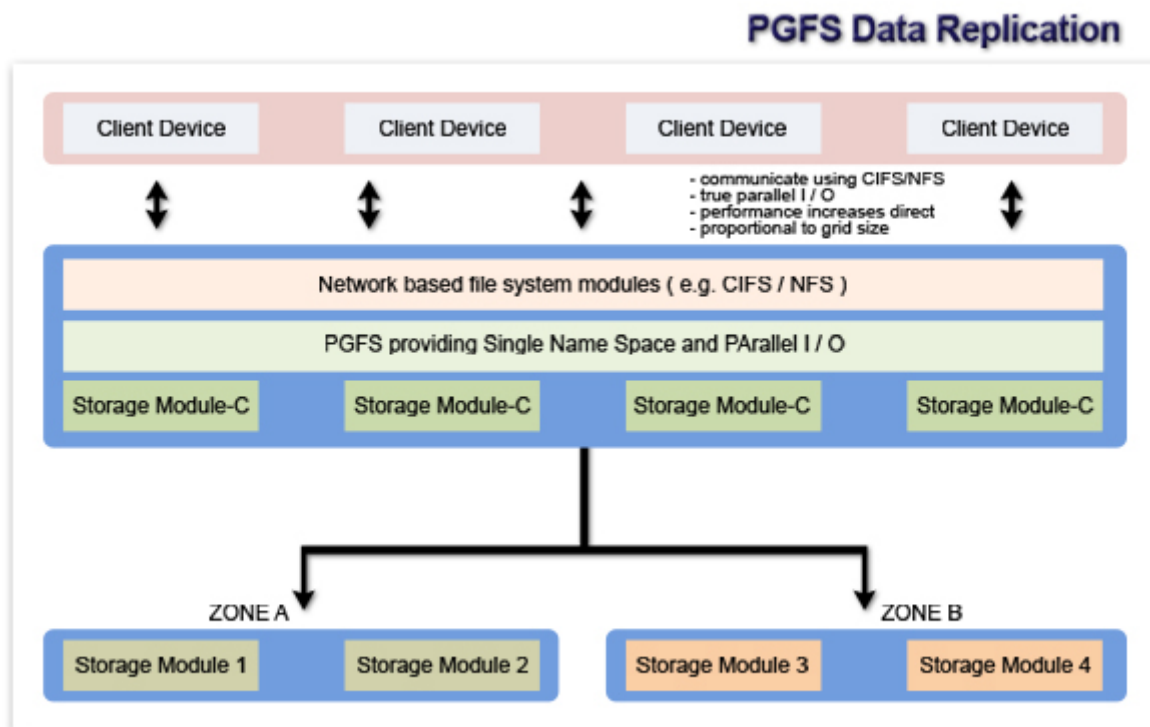 PGFS Data Replication
Client Device
Client Device
Client Device
Client Device
- communicate using CIFS/NFS
- true parallel I / O
- performance increases direct
- proportional to grid size
Network based file system modules ( e.g. CIFS / NFS )
PGFS providing Single Name Space and PArallel I / O
Storage Module-C
Storage Module-C
Storage Module-C
Storage Module-C
ZONE A
ZONE B
Storage Module 1
Storage Module 2
Storage Module 3
Storage Module 4